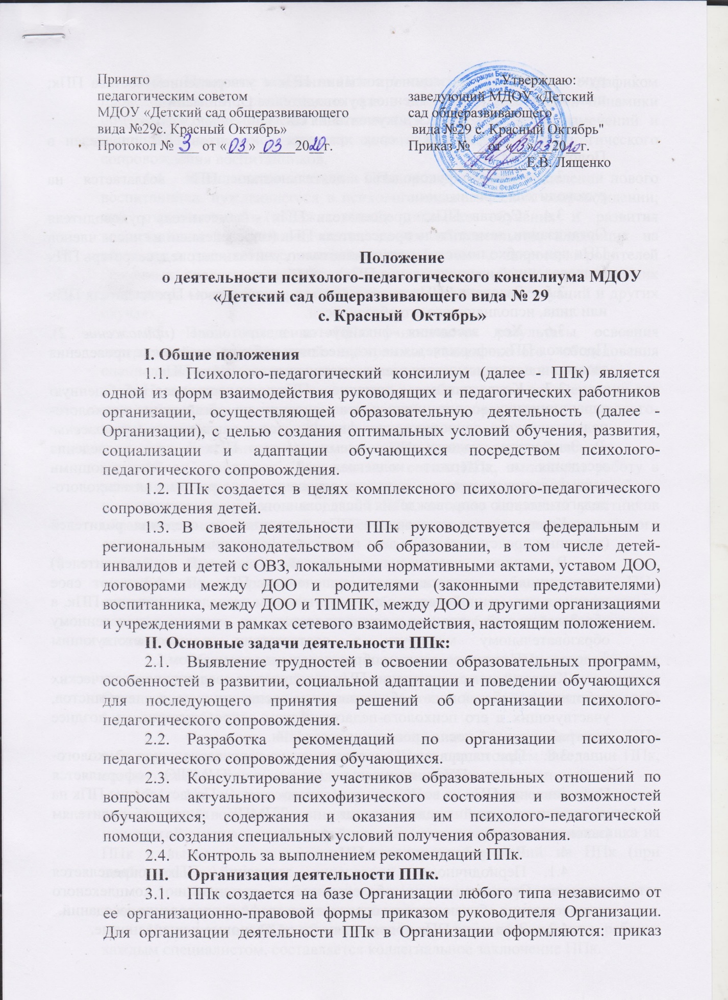 Принято
педагогическим советом
МДОУ «Детский сад общеразвивающего
вида №29с. Красный Октябрь»
Протокол № 3 от «03» 03 2020г.
Утверждаю:
заведующий МДОУ «Детский
сад общеразвивающего
вида №29 с. Красный Октябрь"
Приказ № от «03» 03 2020г.
Е.В. Лященко
Положение
о деятельности психолого-педагогического консилиума МДОУ
«Детский сад общеразвивающего вида № 29
с. Красный Октябрь»
I. Общие положения
1.1. Психолого-педагогический консилиум (далее - ППк) является
одной из форм взаимодействия руководящих и педагогических работников
организации, осуществляющей образовательную деятельность (далее -
Организации), с целью создания оптимальных условий обучения, развития,
социализации и адаптации обучающихся посредством психолого-
педагогического сопровождения.
1.2. ППк создается в целях комплексного психолого-педагогического
сопровождения детей.
1.3. В своей деятельности ППк руководствуется федеральным и
региональным законодательством об образовании, в том числе детей-
инвалидов и детей с ОВЗ, локальными нормативными актами, уставом ДОО,
договорами между ДОО и родителями (законными представителями)
воспитанника, между ДОО и ТПМПК, между ДОО и другими организациями
и учреждениями в рамках сетевого взаимодействия, настоящим положением.
II. Основные задачи деятельности ППк:
2.1. Выявление трудностей в освоении образовательных программ,
особенностей в развитии, социальной адаптации и поведении обучающихся
для последующего принятия решений об организации психолого-
педагогического сопровождения.
2.2. Разработка рекомендаций по организации психолого-
педагогического сопровождения обучающихся.
2.3. Консультирование участников образовательных отношений по
вопросам актуального психофизического состояния и возможностей
обучающихся; содержания и оказания им психолого-педагогической
помощи, создания специальных условий получения образования.
2.4. Контроль за выполнением рекомендаций ППк.
III. Организация деятельности ППк.
3.1. ППк создается на базе Организации любого типа независимо от
ее организационно-правовой формы приказом руководителя Организации.
Для организации деятельности ППк в Организации оформляются: приказ